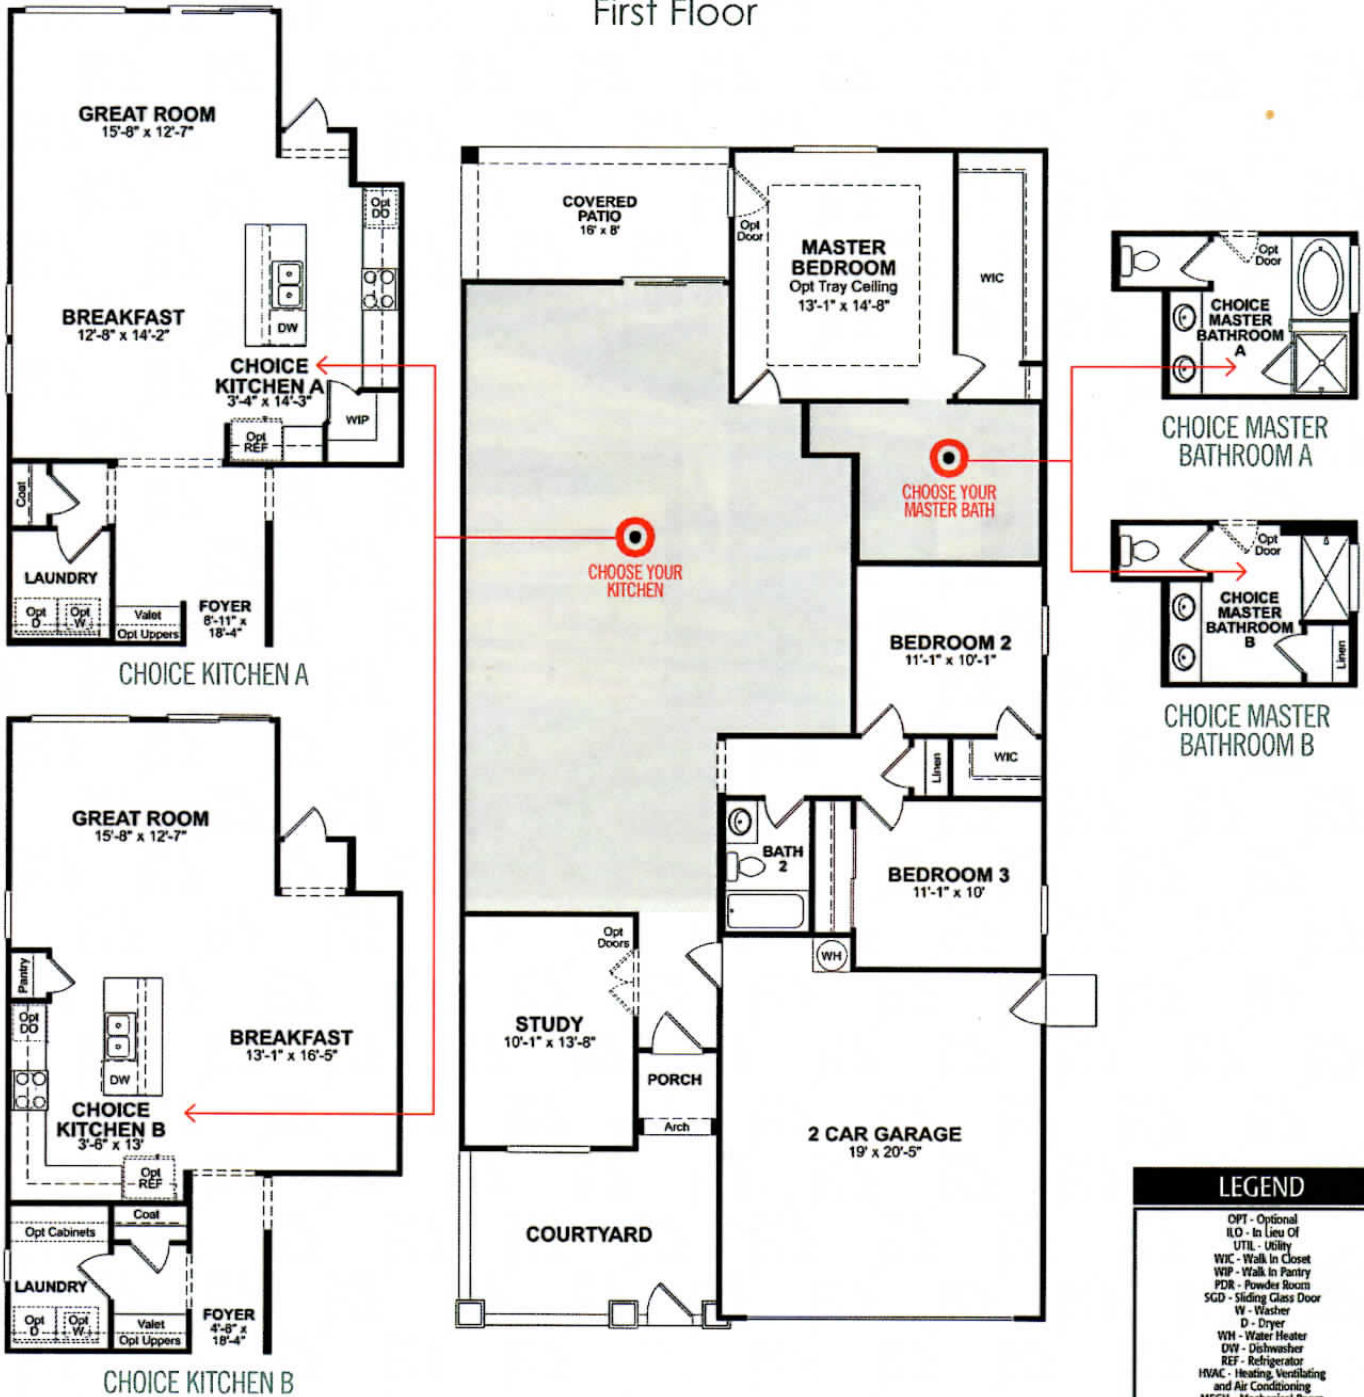 First Floor
GREAT ROOM
15'-8" x 12'-7"
Opt
DO
BREAKFAST
12'-8" x 14'-2"
DW
CHOICE
KITCHEN A
3'-4" x 14'-3"
WIP
Opt
REF
Coat
LAUNDRY
Opt
D
Opt
W
Valet
Opt Uppers
FOYER
8'-11" x
18'-4"
CHOICE KITCHEN A
GREAT ROOM
15'-8" x 12'-7"
Pantry
Opt
DO
BREAKFAST
13'-1" x 16'-5"
DW
CHOICE
KITCHEN B
3'-6" x 13'
Opt
REF
Opt Cabinets
Coat
LAUNDRY
Opt
D
Opt
W
Valet
Opt Uppers
FOYER
4'-8" x
18'-4"
CHOICE KITCHEN B
COVERED
PATIO
16' x 8'
Opt
Door
MASTER
BEDROOM
Opt Tray Ceiling
13'-1" x 14'-8"
WIC
CHOOSE YOUR
MASTER BATH
CHOOSE YOUR
KITCHEN
BEDROOM 2
11'-1" x 10'-1"
Linen
WIC
BATH
2
BEDROOM 3
11'-1" x 10'
WH
Opt
Doors
STUDY
10'-1" x 13'-8"
PORCH
Arch
2 CAR GARAGE
19' x 20'-5"
COURTYARD
Opt
Door
CHOICE
MASTER
BATHROOM
A
CHOICE MASTER
BATHROOM A
Opt
Door
CHOICE
MASTER
BATHROOM
B
Linen
CHOICE MASTER
BATHROOM B
LEGEND
OPT - Optional
ILO - In Lieu Of
UTIL - Utility
WIC - Walk In Closet
WIP - Walk In Pantry
PDR - Powder Room
SGD - Sliding Glass Door
W - Washer
D - Dryer
WH - Water Heater
DW - Dishwasher
REF - Refrigerator
HVAC - Heating, Ventilating
and Air Conditioning